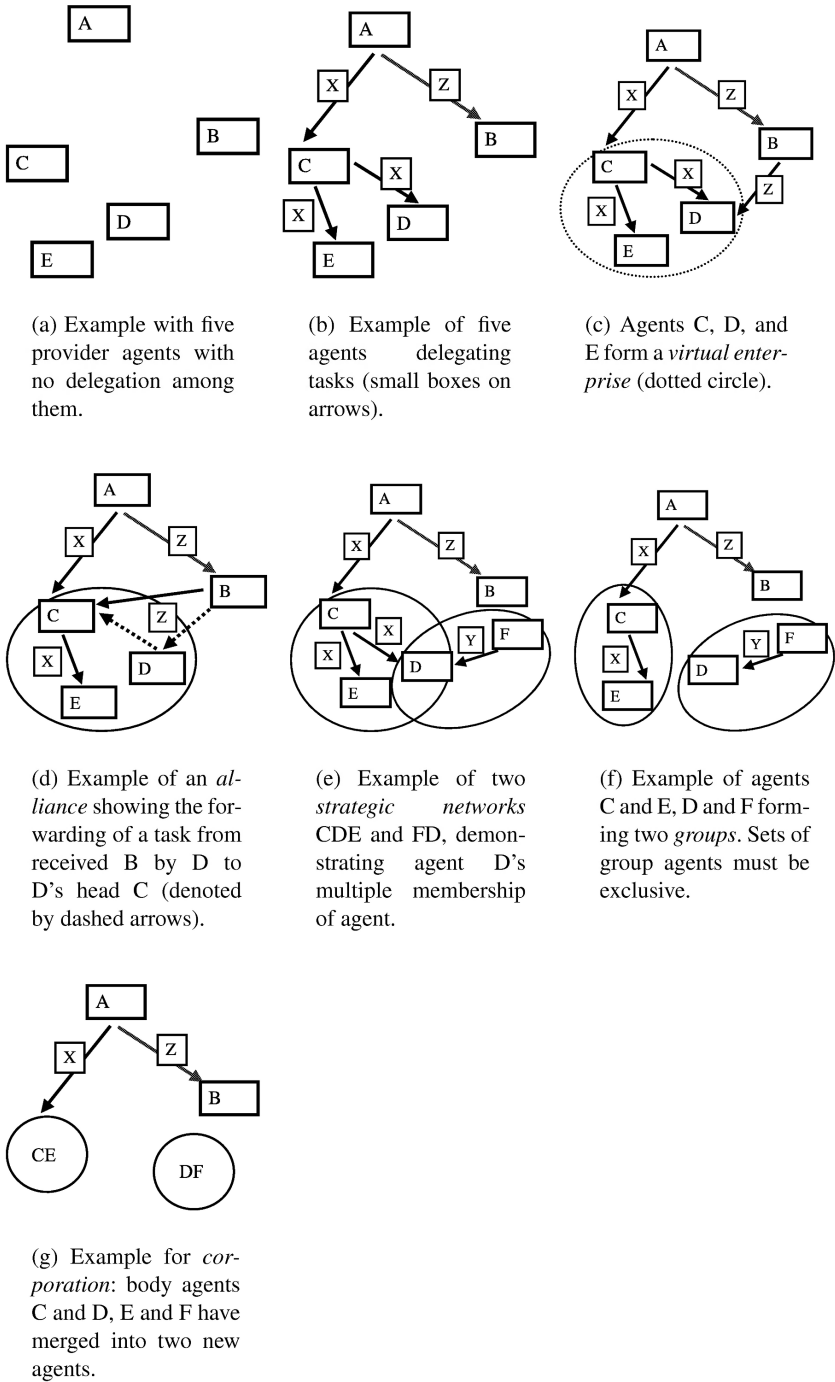 A
B
C
D
E
A
X
Z
B
C
X
X
D
E
A
X
Z
B
C
X
Z
X
D
E
(a) Example with five
provider agents with
no delegation among
them.
(b) Example of five
agents delegating
tasks (small boxes on
arrows).
(c) Agents C, D, and
E form a virtual enter-
prise (dotted circle).
A
X
Z
B
C
Z
X
D
E
A
X
Z
B
C
X
Y
F
X
D
E
A
X
Z
B
C
Y
F
X
D
E
(d) Example of an al-
liance showing the for-
warding of a task from
received B by D to
D's head C (denoted
by dashed arrows).
(e) Example of two
strategic networks
CDE and FD, demon-
strating agent D's
multiple membership
of agent.
(f) Example of agents
C and E, D and F form-
ing two groups. Sets of
group agents must be
exclusive.
A
X
Z
B
CE
DF
(g) Example for cor-
poration: body agents
C and D, E and F have
merged into two new
agents.